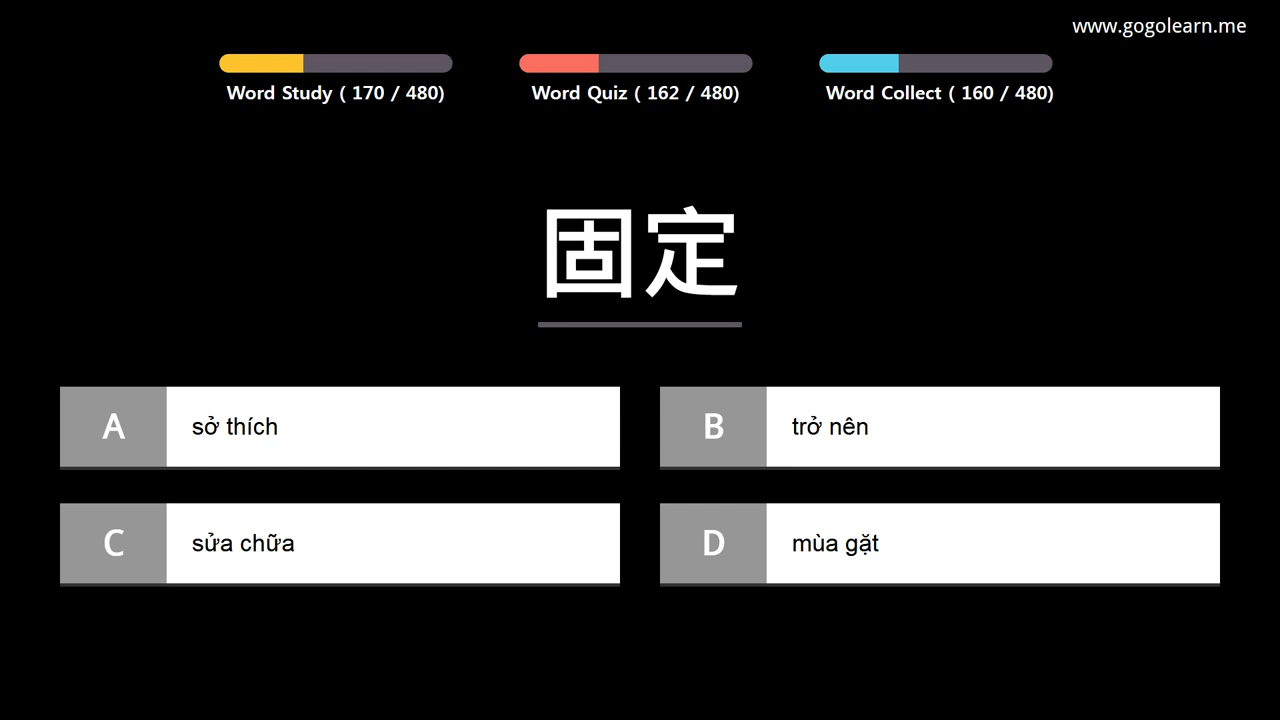 www.gogolearn.me
Word Study ( 170 / 480)
Word Quiz ( 162 / 480)
Word Collect ( 160 / 480)
固定
A sở thích
B trở nên
C sửa chữa
D mùa gặt